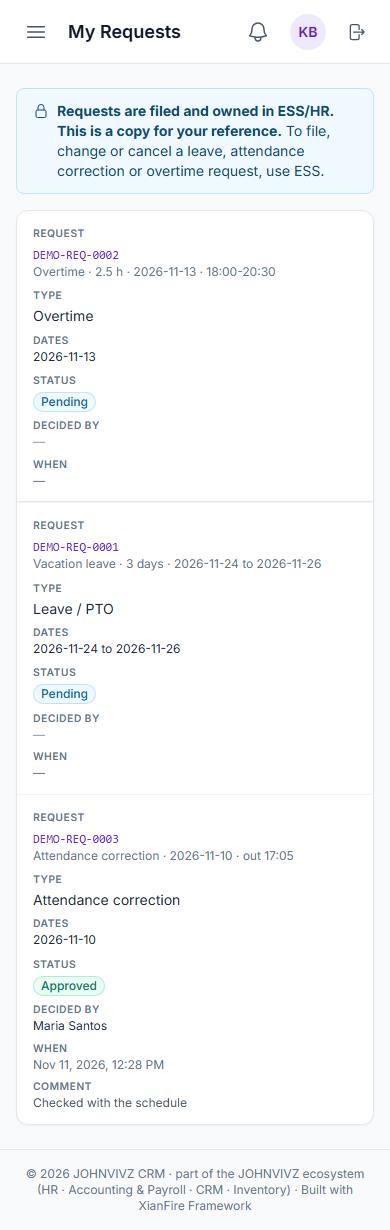 My Requests
KB
Requests are filed and owned in ESS/HR.
This is a copy for your reference. To file,
change or cancel a leave, attendance
correction or overtime request, use ESS.
REQUEST
DEMO-REQ-0002
Overtime · 2.5 h · 2026-11-13 · 18:00-20:30
TYPE
Overtime
DATES
2026-11-13
STATUS
Pending
DECIDED BY
—
WHEN
—
REQUEST
DEMO-REQ-0001
Vacation leave · 3 days · 2026-11-24 to 2026-11-26
TYPE
Leave / PTO
DATES
2026-11-24 to 2026-11-26
STATUS
Pending
DECIDED BY
—
WHEN
—
REQUEST
DEMO-REQ-0003
Attendance correction · 2026-11-10 · out 17:05
TYPE
Attendance correction
DATES
2026-11-10
STATUS
Approved
DECIDED BY
Maria Santos
WHEN
Nov 11, 2026, 12:28 PM
COMMENT
Checked with the schedule
© 2026 JOHNVIVZ CRM · part of the JOHNVIVZ ecosystem
(HR · Accounting & Payroll · CRM · Inventory) · Built with
XianFire Framework